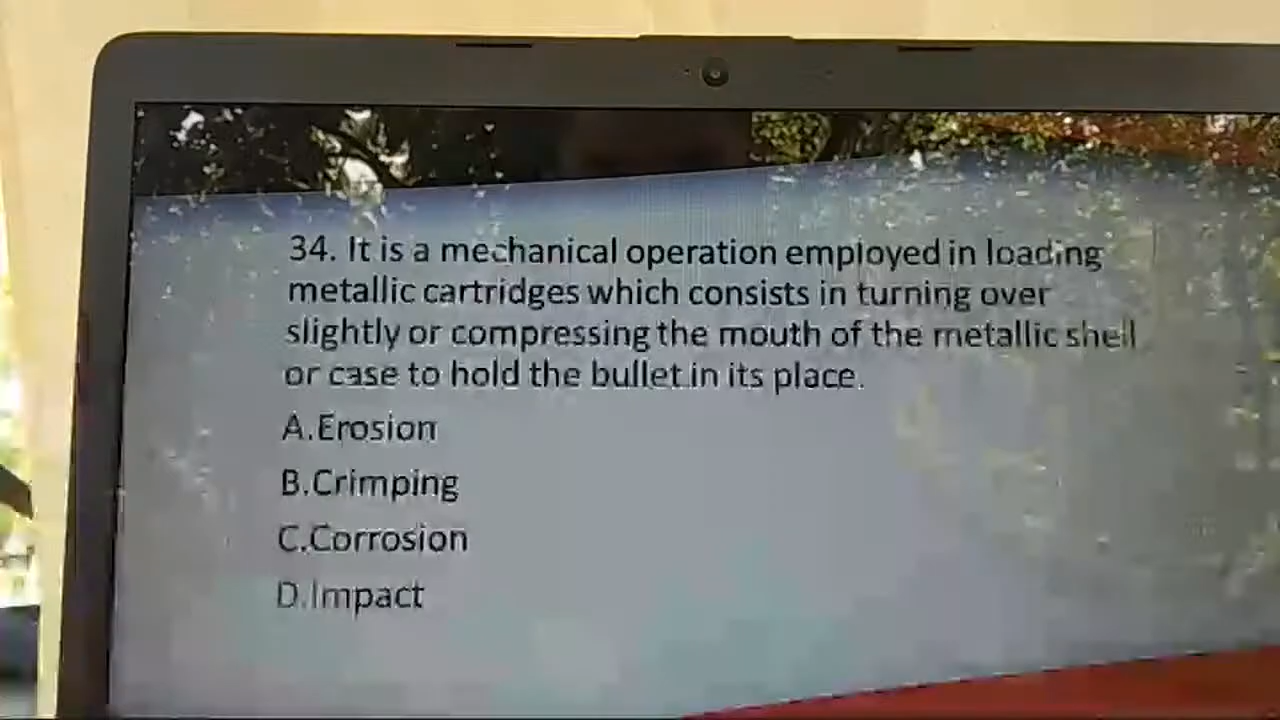 34. It is a mechanical operation employed in loading
metallic cartridges which consists in turning over
slightly or compressing the mouth of the metallic shell
or case to hold the bullet in its place.
A.Erosion
B.Crimping
C.Corrosion
D.Impact